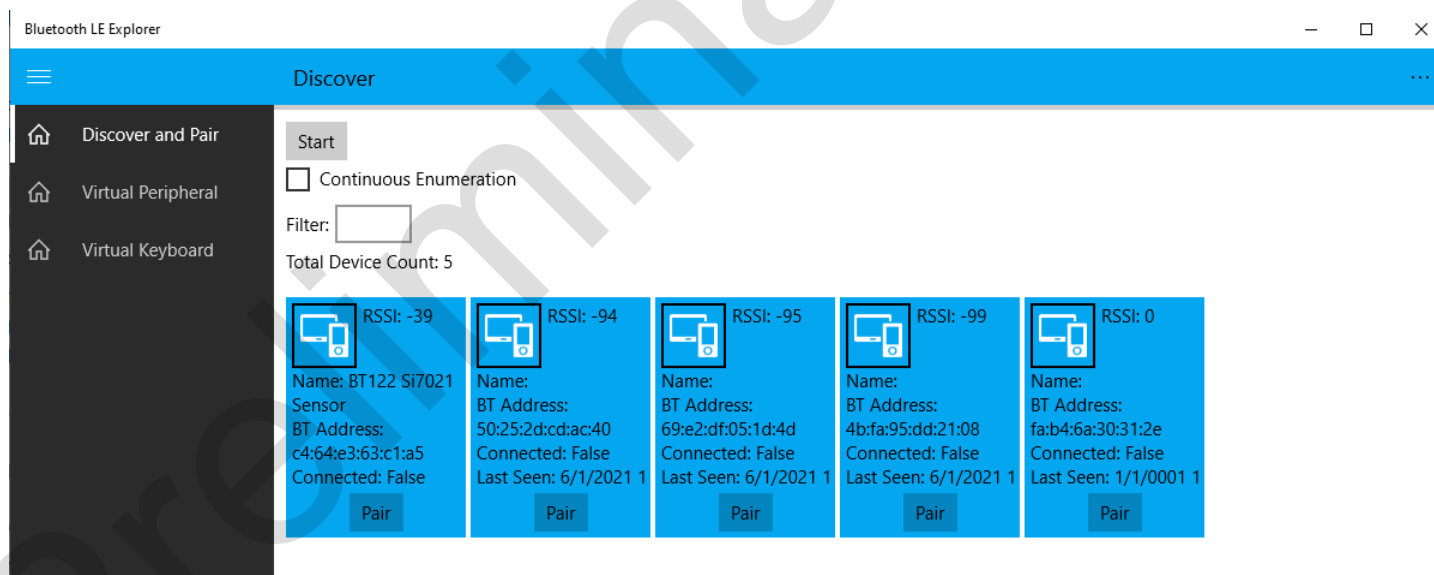 Bluetooth LE Explorer
Discover
Discover and Pair
Virtual Peripheral
Virtual Keyboard
Start
Continuous Enumeration
Filter:
Total Device Count: 5
RSSI: -39
Name: BT122 Si7021
Sensor
BT Address:
c4:64:e3:63:c1:a5
Connected: False
Pair
RSSI: -94
Name:
BT Address:
50:25:2d:cd:ac:40
Connected: False
Last Seen: 6/1/2021 1
Pair
RSSI: -95
Name:
BT Address:
69:e2:df:05:1d:4d
Connected: False
Last Seen: 6/1/2021 1
Pair
RSSI: -99
Name:
BT Address:
4b:fa:95:dd:21:08
Connected: False
Last Seen: 6/1/2021 1
Pair
RSSI: 0
Name:
BT Address:
fa:b4:6a:30:31:2e
Connected: False
Last Seen: 1/1/0001 1
Pair
Prelimina